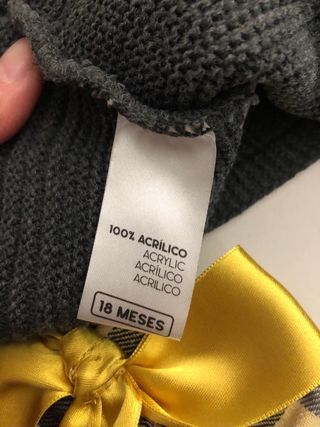 100% ACRÍLICO
ACRYLIC
ACRÍLICO
ACRILICO
18 MESES